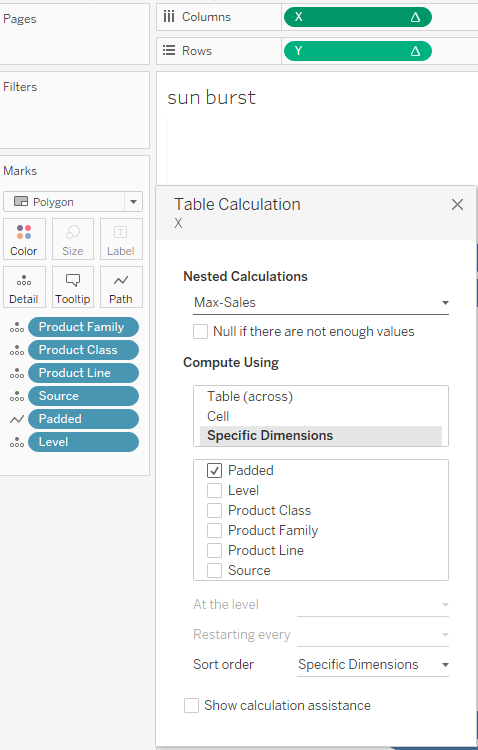 Pages
Columns
X
Rows
Y
Filters
sun burst
Marks
Polygon
Color
Size
Label
Detail
Tooltip
Path
Product Family
Product Class
Product Line
Source
Padded
Level
Table Calculation
X
Nested Calculations
Max-Sales
Null if there are not enough values
Compute Using
Table (across)
Cell
Specific Dimensions
Padded
Level
Product Class
Product Family
Product Line
Source
At the level
Restarting every
Sort order Specific Dimensions
Show calculation assistance